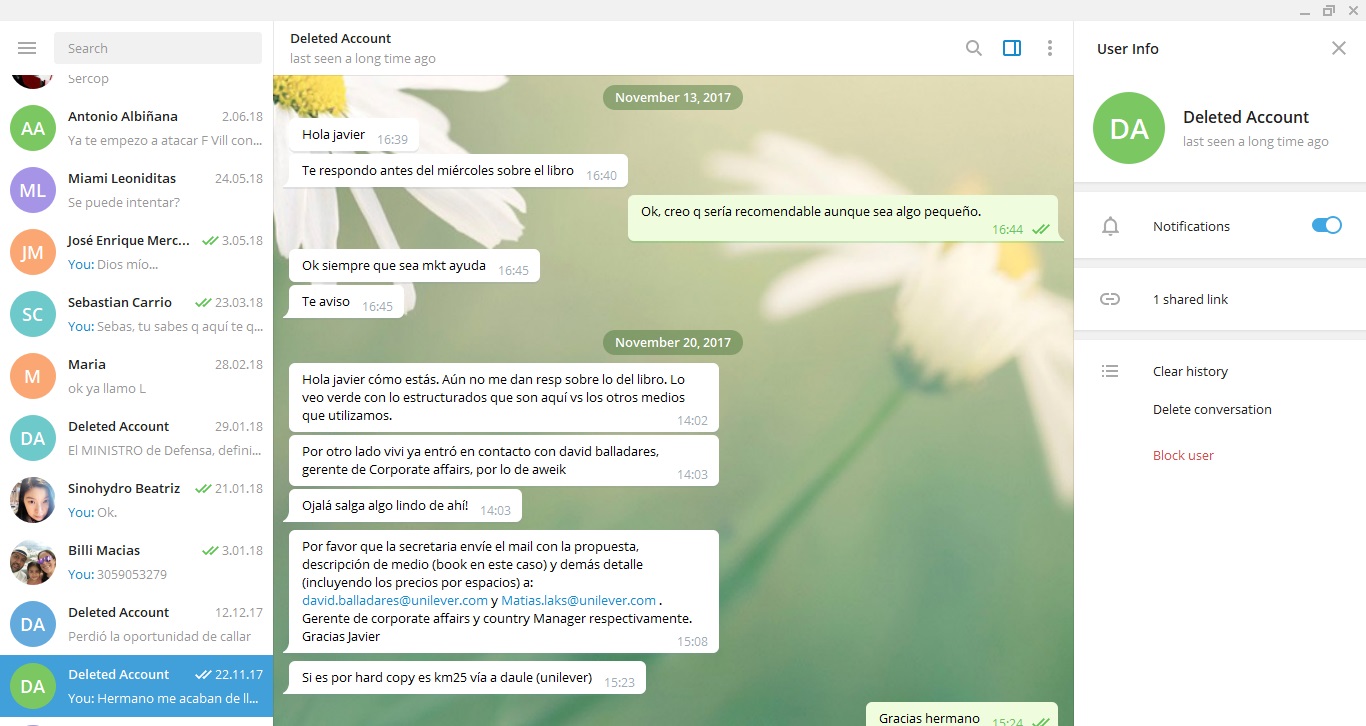 Search
Sercop
AA
Antonio Albiñana
2.06.18
Ya te empezo a atacar F Vill con...
ML
Miami Leoniditas
24.05.18
Se puede intentar?
JM
José Enrique Merc...
3.05.18
You: Dios mío...
SC
Sebastian Carrio
23.03.18
You: Sebas, tu sabes q aquí te q...
M
Maria
28.02.18
ok ya llamo L
DA
Deleted Account
29.01.18
El MINISTRO de Defensa, defini...
Sinohydro Beatriz
21.01.18
You: Ok.
Billi Macias
3.01.18
You: 3059053279
DA
Deleted Account
12.12.17
Perdió la oportunidad de callar
DA
Deleted Account
22.11.17
You: Hermano me acaban de ll...
Deleted Account
last seen a long time ago
November 13, 2017
Hola javier 16:39
Te respondo antes del miércoles sobre el libro 16:40
Ok, creo q sería recomendable aunque sea algo pequeño.
16:44
Ok siempre que sea mkt ayuda 16:45
Te aviso 16:45
November 20, 2017
Hola javier cómo estás. Aún no me dan resp sobre lo del libro. Lo
veo verde con lo estructurados que son aquí vs los otros medios
que utilizamos.
14:02
Por otro lado vivi ya entró en contacto con david balladares,
gerente de Corporate affairs, por lo de aweik
14:03
Ojalá salga algo lindo de ahí! 14:03
Por favor que la secretaria envíe el mail con la propuesta,
descripción de medio (book en este caso) y demás detalle
(incluyendo los precios por espacios) a:
david.balladares@unilever.com y Matias.laks@unilever.com .
Gerente de corporate affairs y country Manager respectivamente.
Gracias Javier
15:08
Si es por hard copy es km25 vía a daule (unilever) 15:23
Gracias hermano 15:24
User Info
DA
Deleted Account
last seen a long time ago
Notifications
1 shared link
Clear history
Delete conversation
Block user